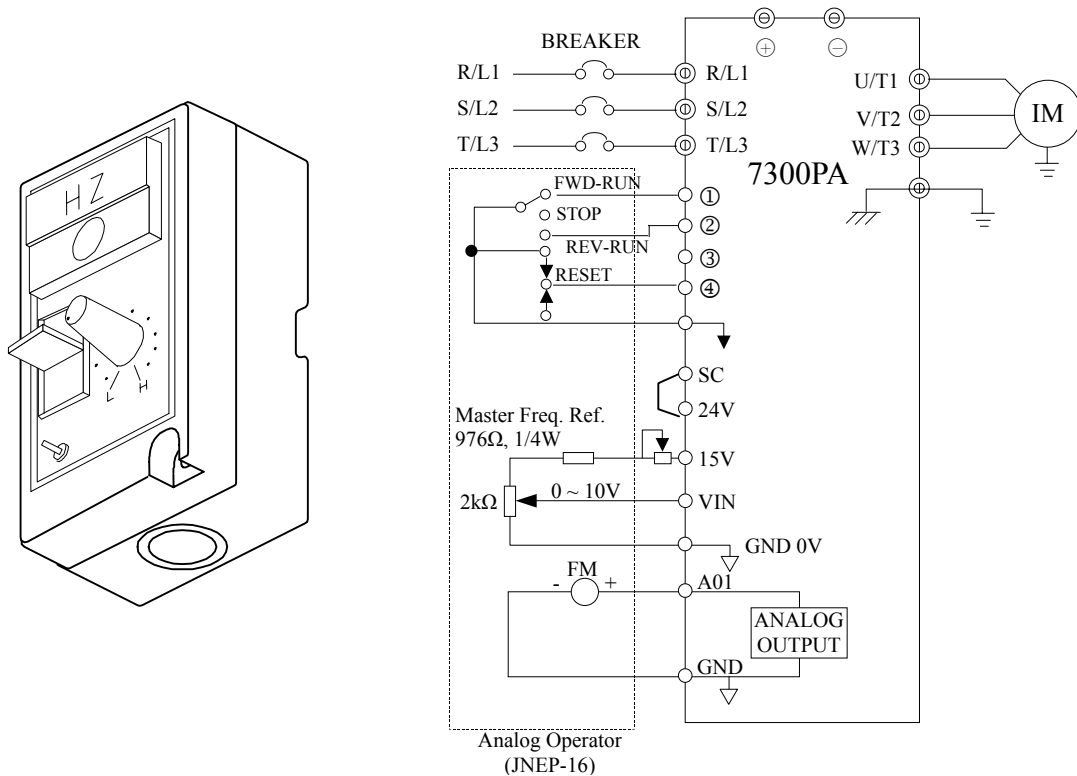 HZ
L H
BREAKER
R/L1
R/L1
S/L2
S/L2
T/L3
T/L3
⊕ ⊖
U/T1
V/T2
W/T3
IM
7300PA
FWD-RUN
①
STOP
②
REV-RUN
③
RESET
④
SC
24V
Master Freq. Ref.
976Ω, 1/4W
15V
2kΩ
0 ~ 10V
VIN
GND 0V
FM
- +
A01
ANALOG
OUTPUT
GND
Analog Operator
(JNEP-16)